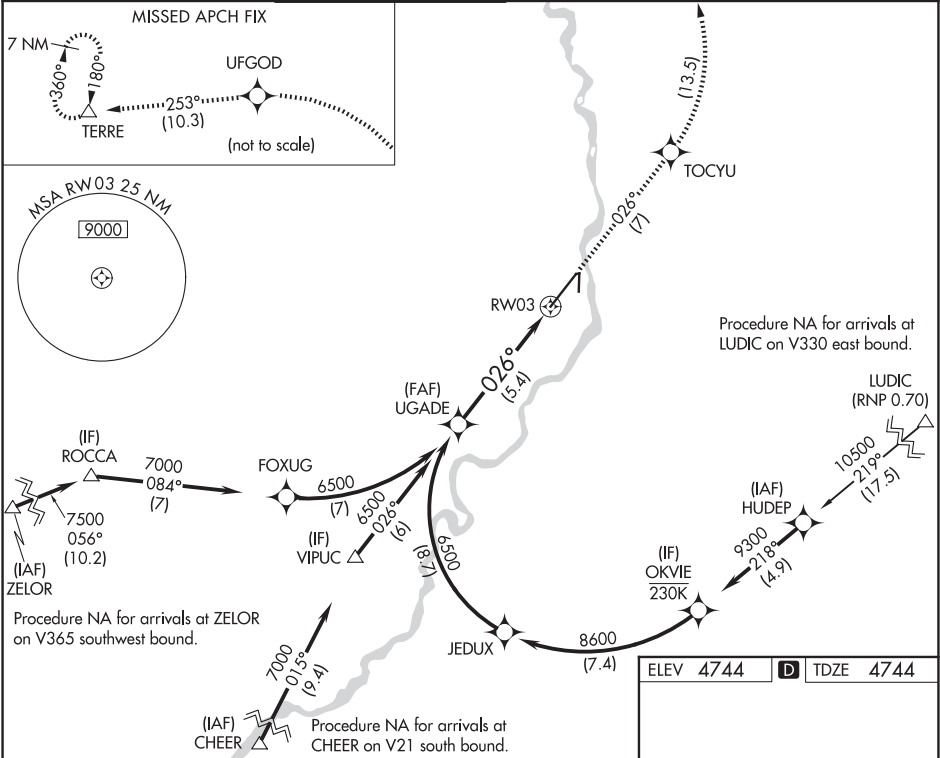 MISSED APCH FIX
7 NM
360°
180°
TERRE
253°
(10.3)
UFGOD
(not to scale)
MSA RW03 25 NM
9000
(13.5)
TOCYU
026°
(7)
RW03
026°
(5.4)
(FAF)
UGADE
Procedure NA for arrivals at
LUDIC on V330 east bound.
LUDIC
(RNP 0.70)
10500
219°
(17.5)
(IAF)
HUDEP
9300
218°
(4.9)
(IF)
OKVIE
230K
8600
(7.4)
JEDUX
6500
(8.7)
(IF)
ROCCA
7000
084°
(7)
FOXUG
6500
(7)
6500
026°
(6)
(IF)
VIPUC
7500
056°
(10.2)
(IAF)
ZELOR
Procedure NA for arrivals at ZELOR
on V365 southwest bound.
7000
015°
(9.4)
(IAF)
CHEER
Procedure NA for arrivals at
CHEER on V21 south bound.
ELEV 4744 D TDZE 4744